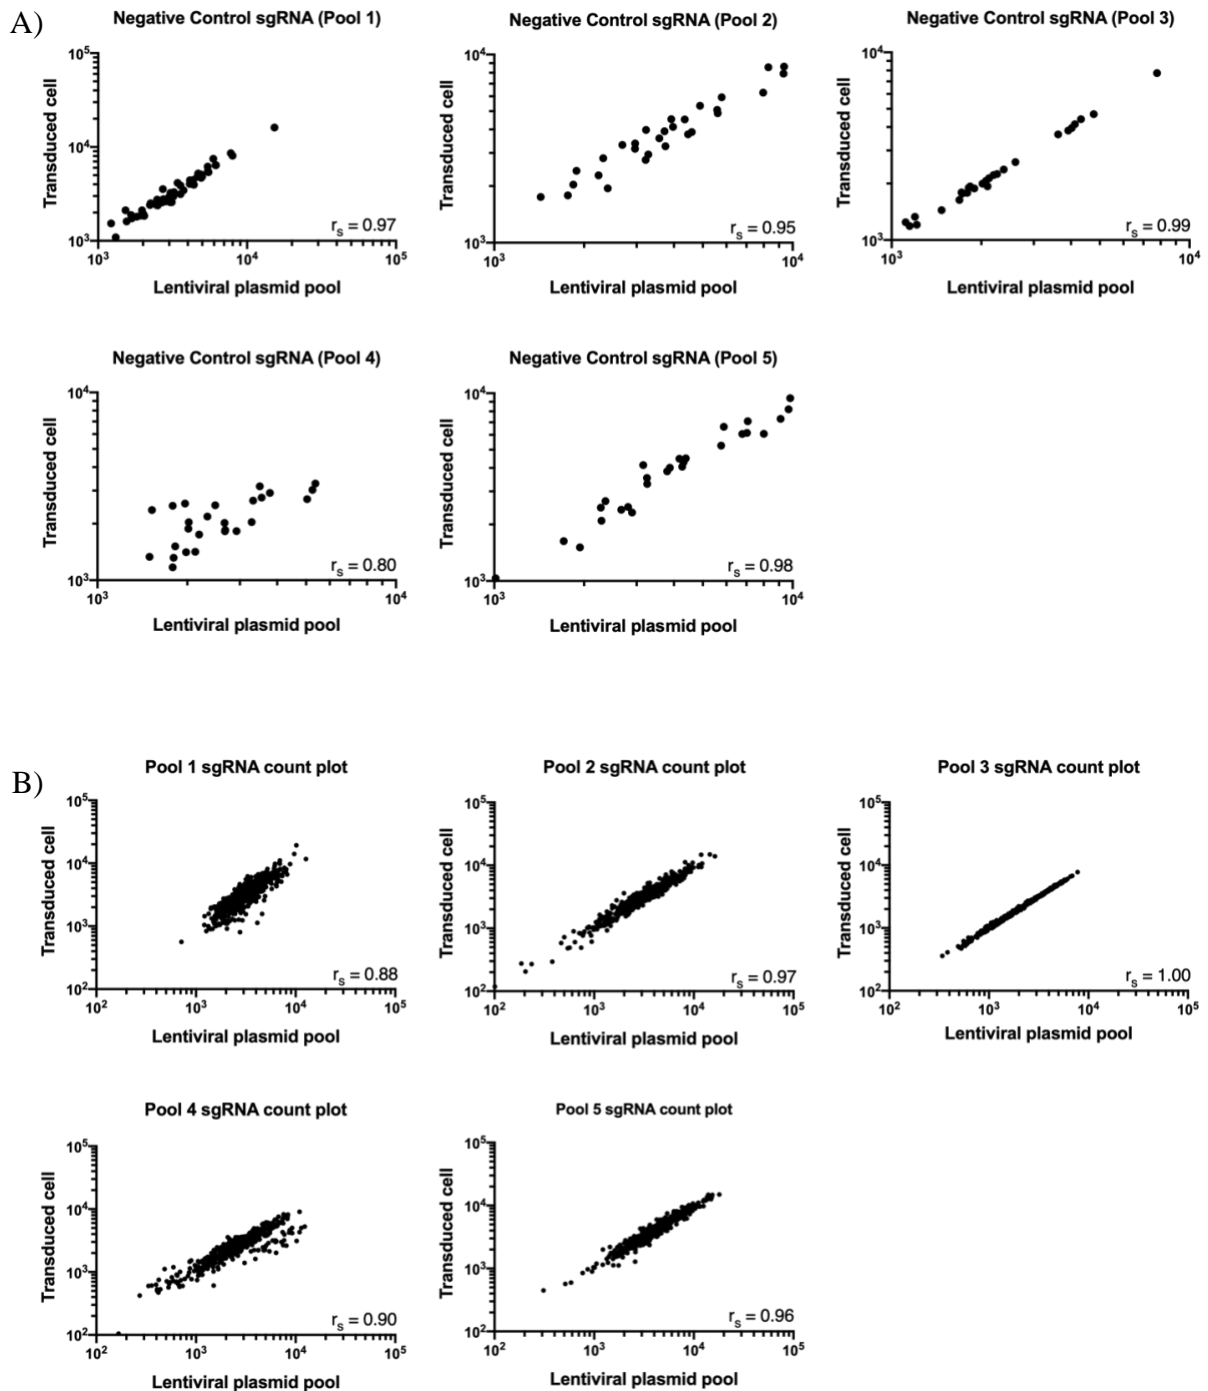 A)
Negative Control sgRNA (Pool 1)
Transduced cell
10^5
10^4
10^3
10^3
10^4
10^5
r_s = 0.97
Lentiviral plasmid pool
Negative Control sgRNA (Pool 2)
Transduced cell
10^4
10^3
10^3
10^4
r_s = 0.95
Lentiviral plasmid pool
Negative Control sgRNA (Pool 3)
Transduced cell
10^4
10^3
10^3
10^4
r_s = 0.99
Lentiviral plasmid pool
Negative Control sgRNA (Pool 4)
Transduced cell
10^4
10^3
10^3
10^4
r_s = 0.80
Lentiviral plasmid pool
Negative Control sgRNA (Pool 5)
Transduced cell
10^4
10^3
10^3
10^4
r_s = 0.98
Lentiviral plasmid pool
B)
Pool 1 sgRNA count plot
Transduced cell
10^5
10^4
10^3
10^2
10^2
10^3
10^4
10^5
r_s = 0.88
Lentiviral plasmid pool
Pool 2 sgRNA count plot
Transduced cell
10^5
10^4
10^3
10^2
10^2
10^3
10^4
10^5
r_s = 0.97
Lentiviral plasmid pool
Pool 3 sgRNA count plot
Transduced cell
10^5
10^4
10^3
10^2
10^2
10^3
10^4
10^5
r_s = 1.00
Lentiviral plasmid pool
Pool 4 sgRNA count plot
Transduced cell
10^5
10^4
10^3
10^2
10^2
10^3
10^4
10^5
r_s = 0.90
Lentiviral plasmid pool
Pool 5 sgRNA count plot
Transduced cell
10^5
10^4
10^3
10^2
10^2
10^3
10^4
10^5
r_s = 0.96
Lentiviral plasmid pool